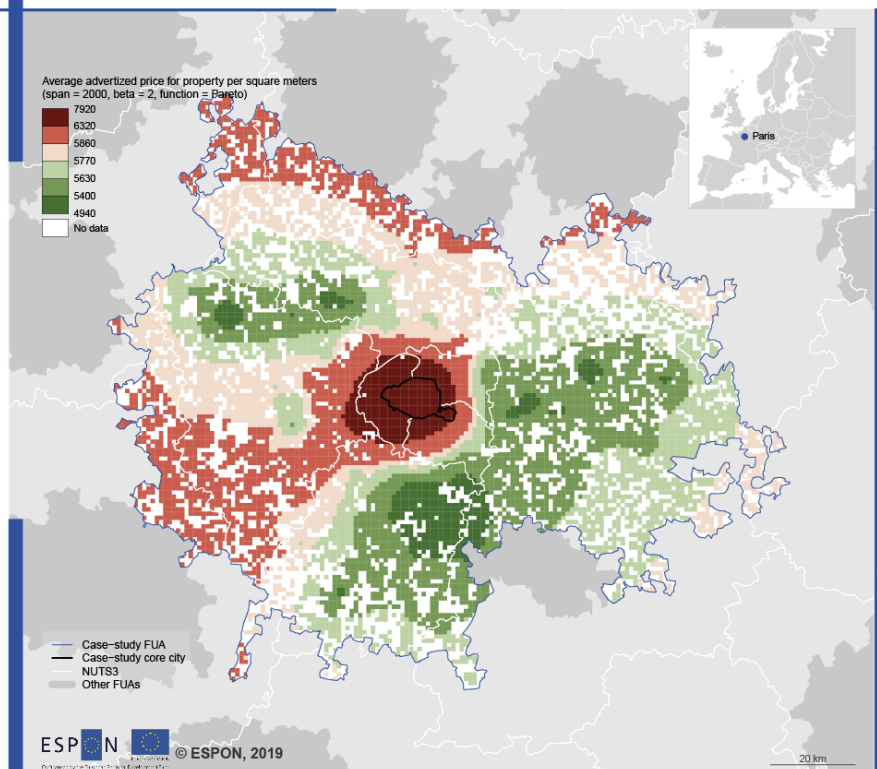 Average advertized price for property per square meters
(span = 2000, beta = 2, function = Pareto)
7920
6320
5860
5770
5630
5400
4940
No data
Paris
Case−study FUA
Case−study core city
NUTS3
Other FUAs
ESPON
© ESPON, 2019
20 km